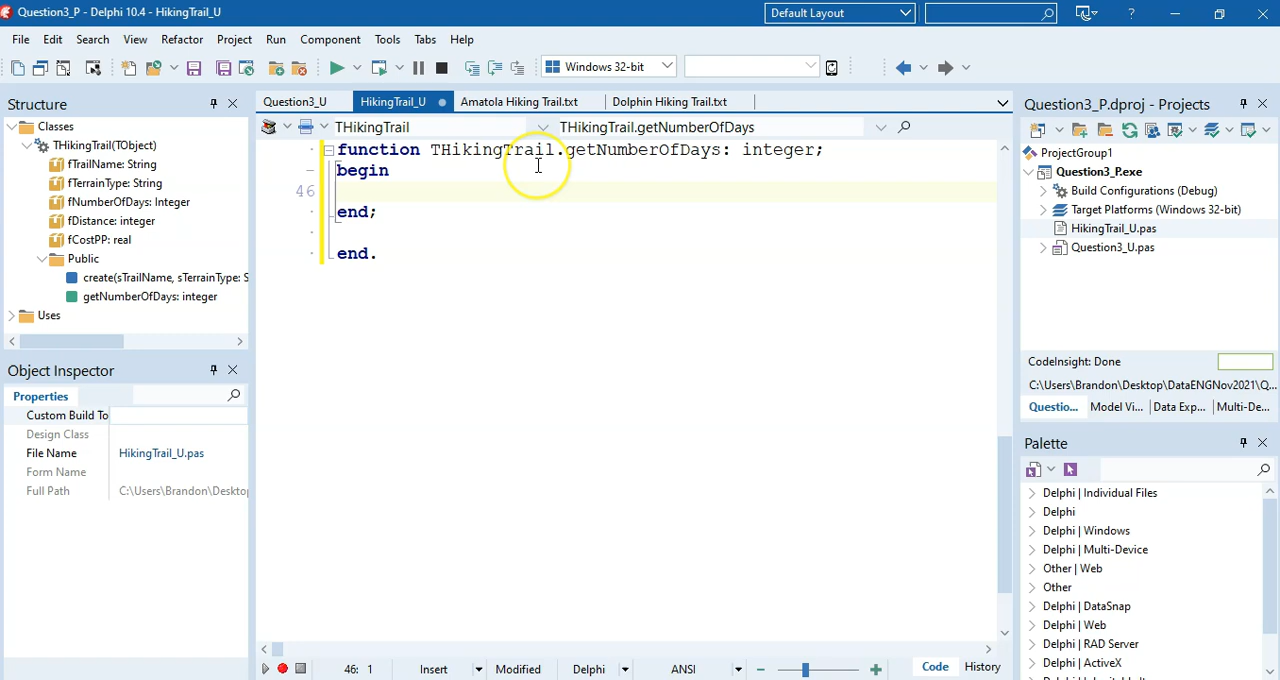 Question3_P - Delphi 10.4 - HikingTrail_U
Default Layout
?
File Edit Search View Refactor Project Run Component Tools Tabs Help
Windows 32-bit
Structure
Classes
THikingTrail(TObject)
fTrailName: String
fTerrainType: String
fNumberOfDays: Integer
fDistance: integer
fCostPP: real
Public
create(sTrailName, sTerrainType: S
getNumberOfDays: integer
Uses
Object Inspector
Properties
Custom Build To
Design Class
File Name HikingTrail_U.pas
Form Name
Full Path C:\Users\Brandon\Deskto
Question3_U HikingTrail_U Amatola Hiking Trail.txt Dolphin Hiking Trail.txt
THikingTrail THikingTrail.getNumberOfDays
function THikingTrail.getNumberOfDays: integer;
begin
46
end;
end.
46: 1 Insert Modified Delphi ANSI Code History
Question3_P.dproj - Projects
ProjectGroup1
Question3_P.exe
Build Configurations (Debug)
Target Platforms (Windows 32-bit)
HikingTrail_U.pas
Question3_U.pas
CodeInsight: Done
C:\Users\Brandon\Desktop\DataENGNov2021\Q...
Questio... Model Vi... Data Exp... Multi-De...
Palette
Delphi | Individual Files
Delphi
Delphi | Windows
Delphi | Multi-Device
Other | Web
Other
Delphi | DataSnap
Delphi | Web
Delphi | RAD Server
Delphi | ActiveX